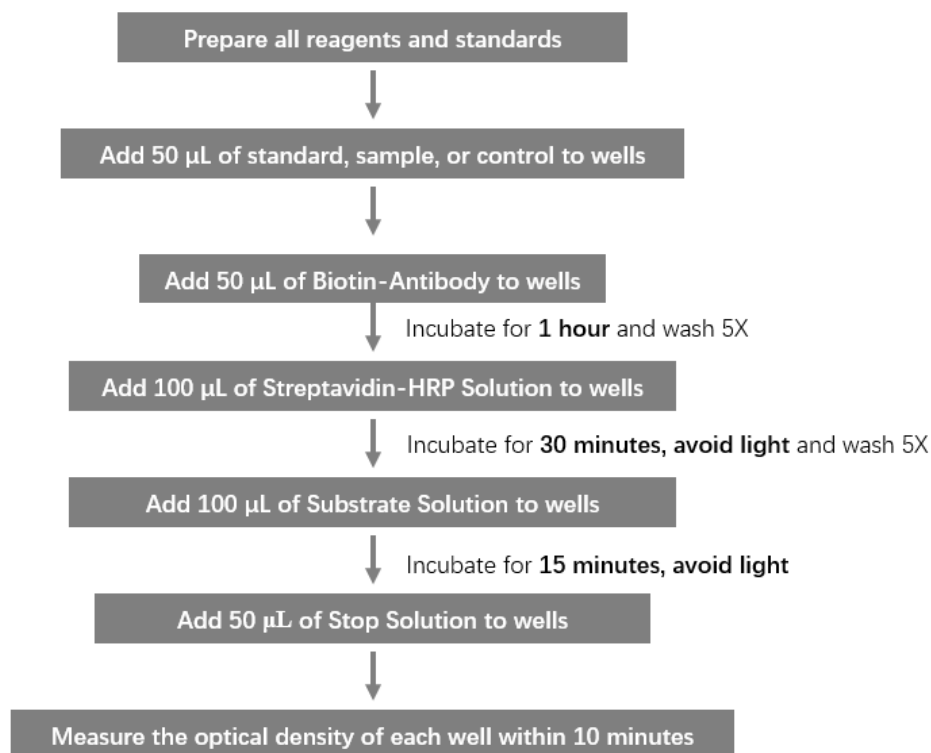 Prepare all reagents and standards
Add 50 µL of standard, sample, or control to wells
Add 50 µL of Biotin-Antibody to wells
Incubate for 1 hour and wash 5X
Add 100 µL of Streptavidin-HRP Solution to wells
Incubate for 30 minutes, avoid light and wash 5X
Add 100 µL of Substrate Solution to wells
Incubate for 15 minutes, avoid light
Add 50 µL of Stop Solution to wells
Measure the optical density of each well within 10 minutes